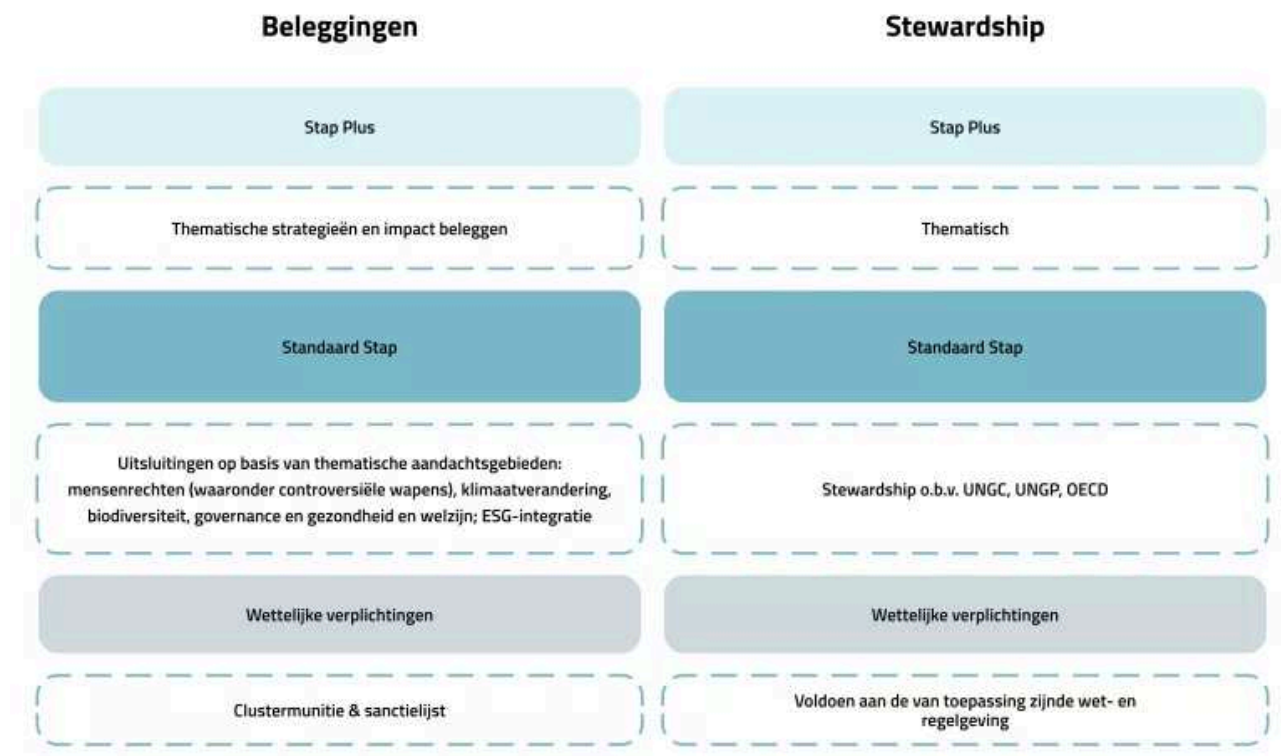 Beleggingen
Stewardship
Stap Plus
Stap Plus
Thematische strategieën en impact beleggen
Thematisch
Standaard Stap
Standaard Stap
Uitsluitingen op basis van thematische aandachtsgebieden:
mensenrechten (waaronder controversiële wapens), klimaatverandering,
biodiversiteit, governance en gezondheid en welzijn; ESG-integratie
Stewardship o.b.v. UNGC, UNGP, OECD
Wettelijke verplichtingen
Wettelijke verplichtingen
Clustermunitie & sanctielijst
Voldoen aan de van toepassing zijnde wet- en
regelgeving